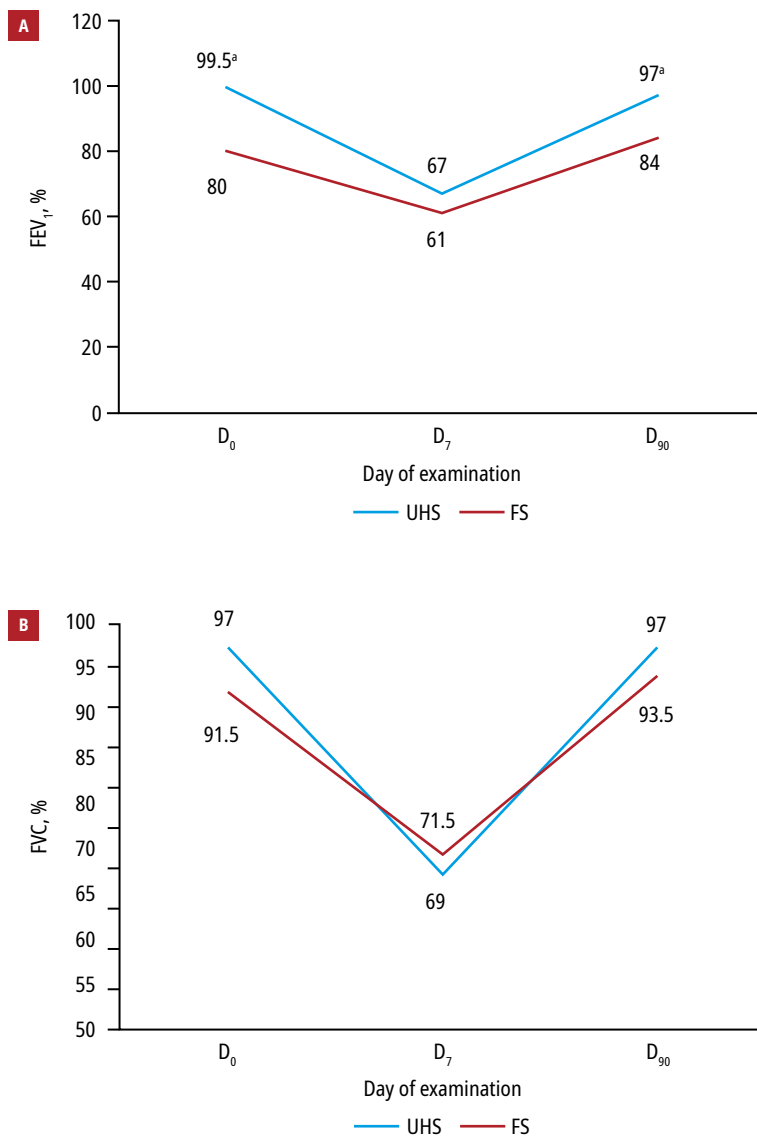 A
120
100
80
60
40
20
0
FEV₁, %
99.5ᵃ
80
67
61
97ᵃ
84
D₀ D₇ D₉₀
Day of examination
UHS FS
B
100
95
90
85
80
70
65
60
55
50
FVC, %
97
91.5
71.5
69
97
93.5
D₀ D₇ D₉₀
Day of examination
UHS FS